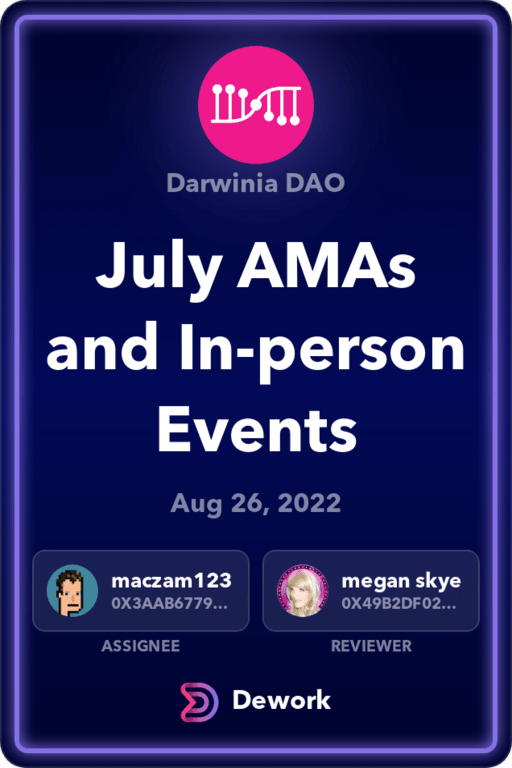 Darwinia DAO
July AMAs
and In-person
Events
Aug 26, 2022
maczam123
0X3AAB6779...
ASSIGNEE
megan skye
0X49B2DF02...
REVIEWER
Dework